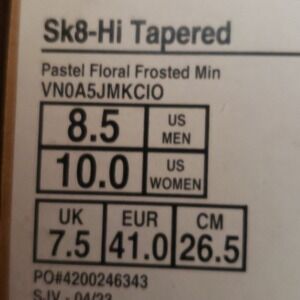 Sk8-Hi Tapered
Pastel Floral Frosted Min
VN0A5JMKCIO
8.5 US MEN
10.0 US WOMEN
UK EUR CM
7.5 41.0 26.5
PO#4200246343
SJV - 04/23